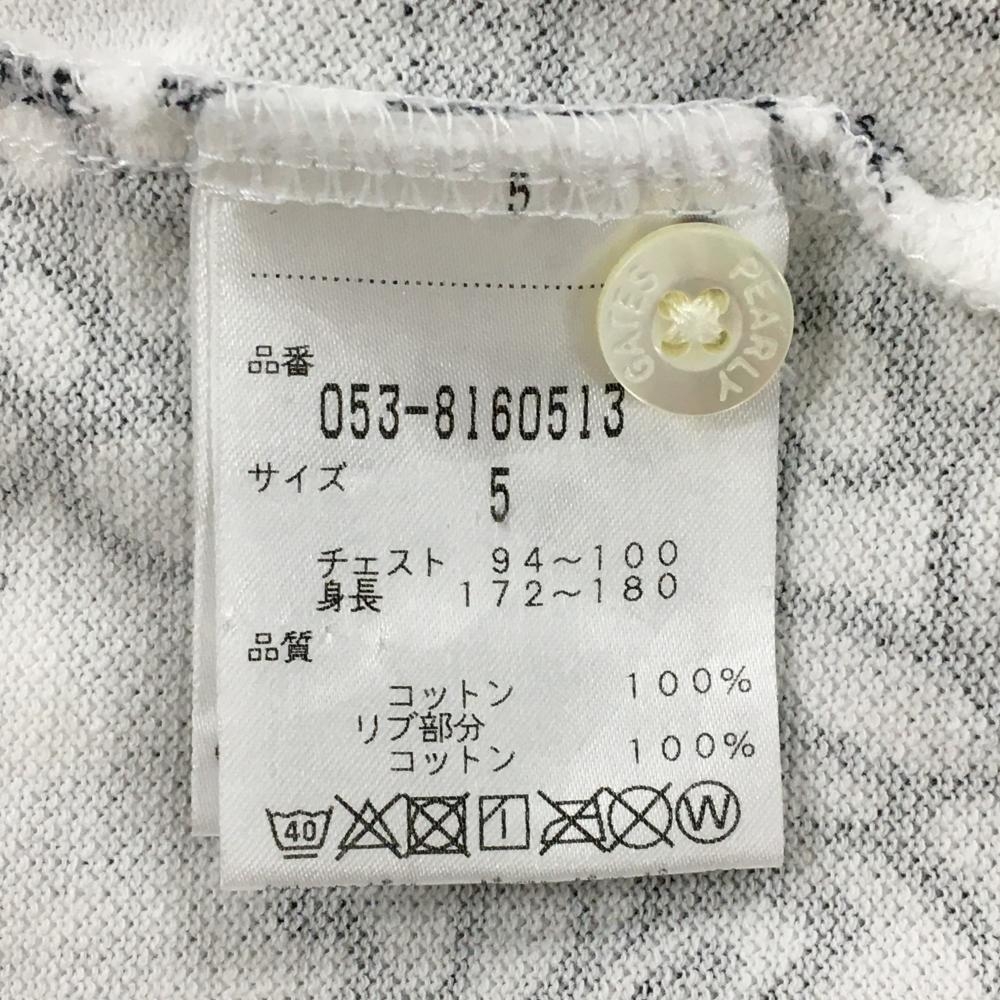 5
PEARLY GATES
品番
053-8160513
サイズ 5
チェスト 94～100
身長 172～180
品質
コットン 100%
リブ部分
コットン 100%
40 W